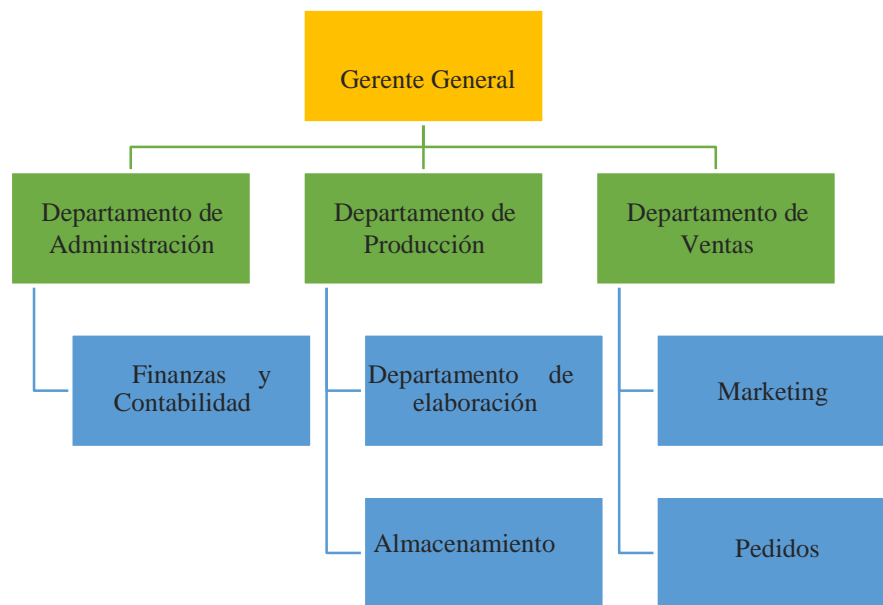 Gerente General
Departamento de
Administración
Departamento de
Producción
Departamento de
Ventas
Finanzas y
Contabilidad
Departamento de
elaboración
Marketing
Almacenamiento
Pedidos